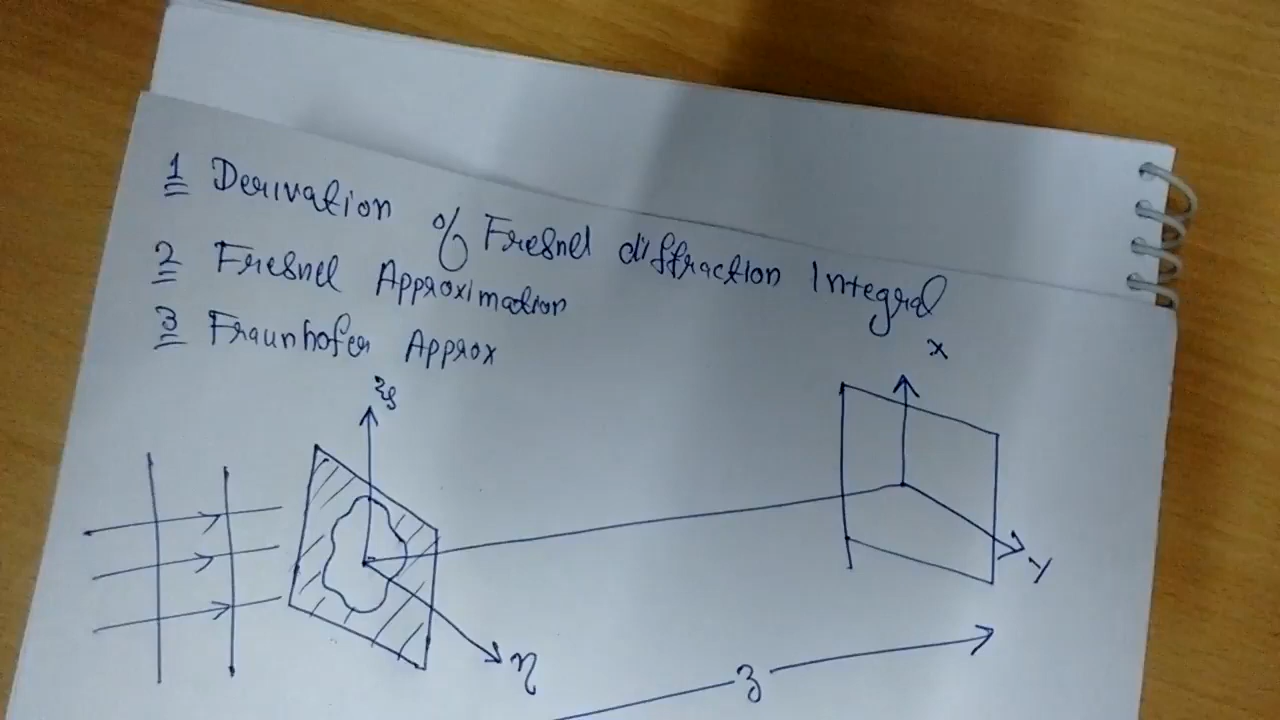 1 Derivation of Fresnel diffraction Integral
2 Fresnel Approximation
3 Fraunhofer Approx
x
ξ
y
η
z